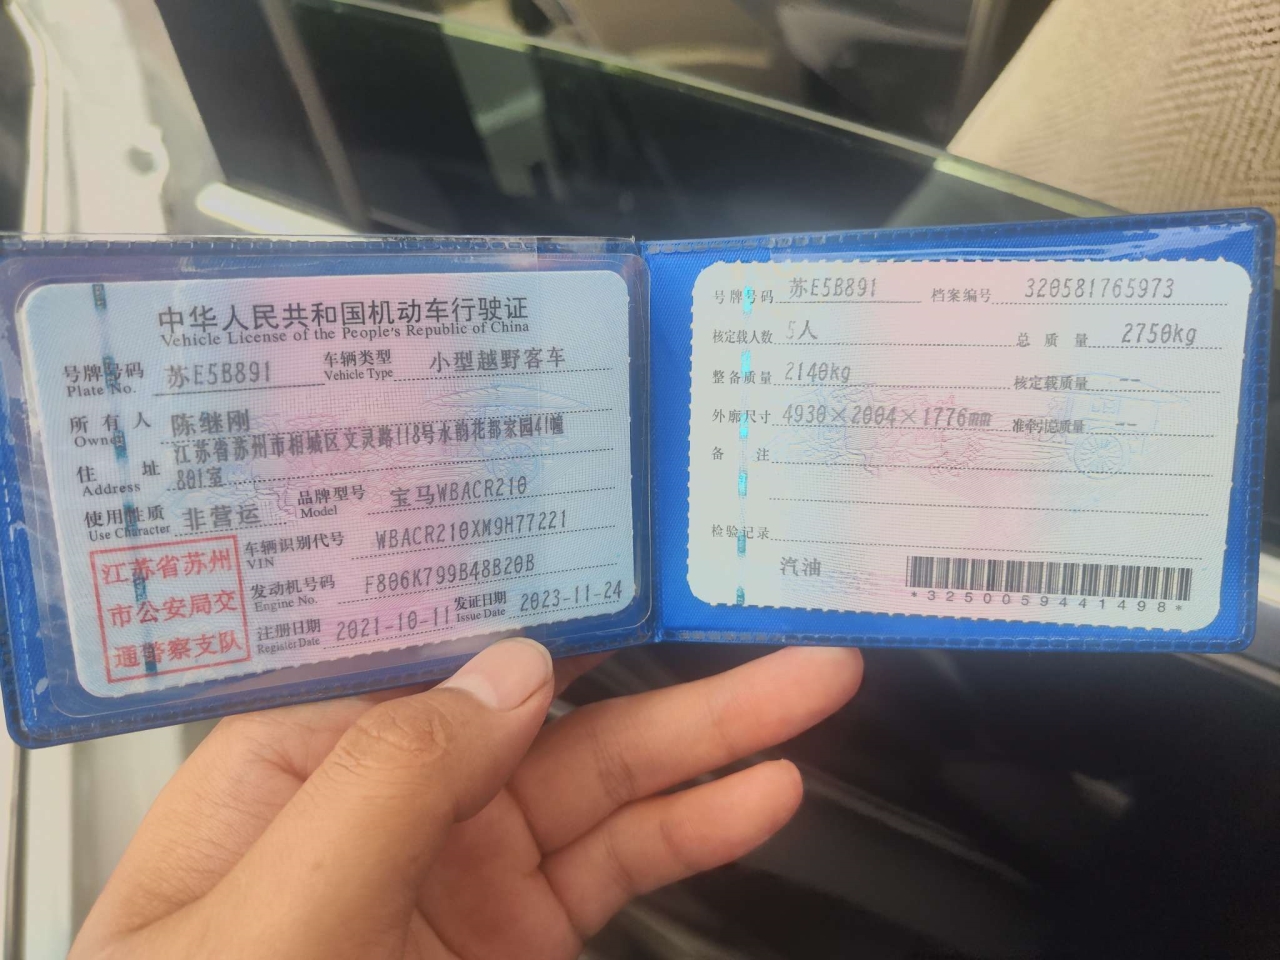 中华人民共和国机动车行驶证
Vehicle License of the People's Republic of China
号牌号码 苏E5B891 车辆类型 小型越野客车
Plate No. Vehicle Type
所有人 陈继刚
Owner
住址 江苏省苏州市相城区文灵路118号水韵花都家园41幢
Address 801室
使用性质 非营运 品牌型号 宝马WBACR210
Use Character Model
车辆识别代号 WBACR210XM9H77221
VIN
发动机号码 F806K799B48B20B
Engine No.
注册日期 2021-10-11 发证日期 2023-11-24
Register Date Issue Date
江苏省苏州
市公安局交
通警察支队
号牌号码 苏E5B891 档案编号 320581765973
核定载人数 5人 总质量 2750kg
整备质量 2140kg 核定载质量 --
外廓尺寸 4930×2004×1776mm 准牵引总质量 --
备注
检验记录
汽油
*3250059441498*